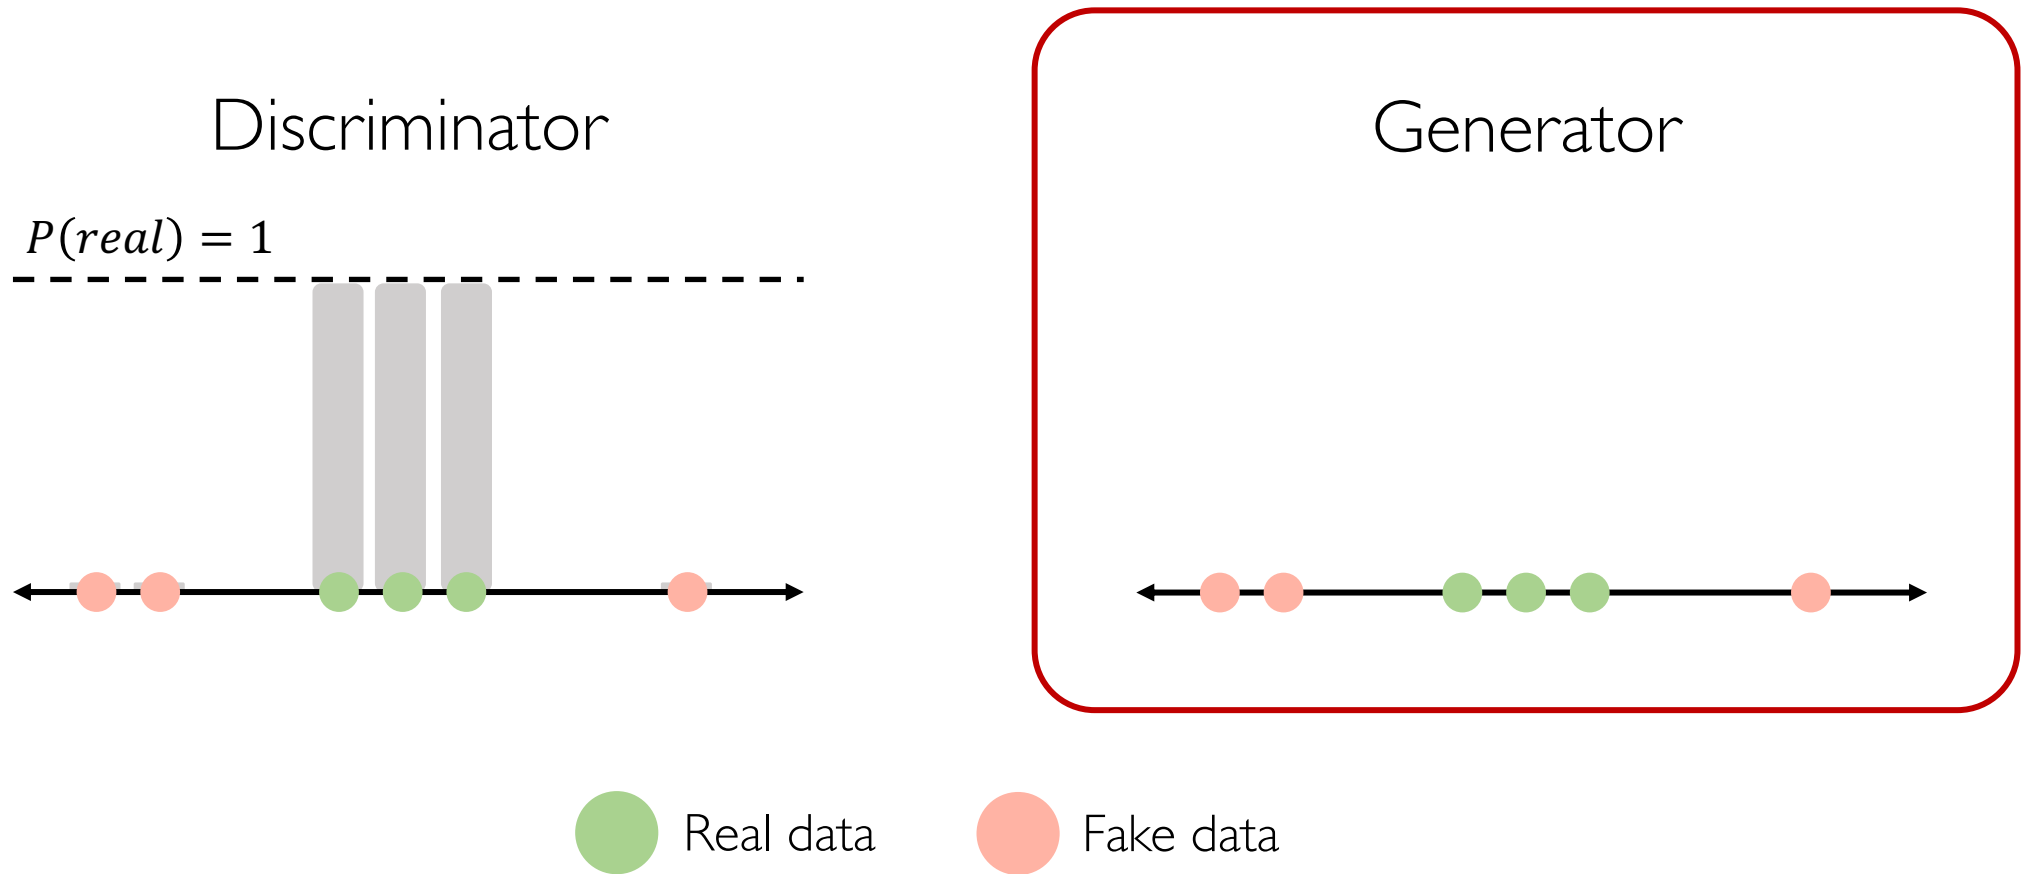 Discriminator
Generator
P(real) = 1
Real data
Fake data